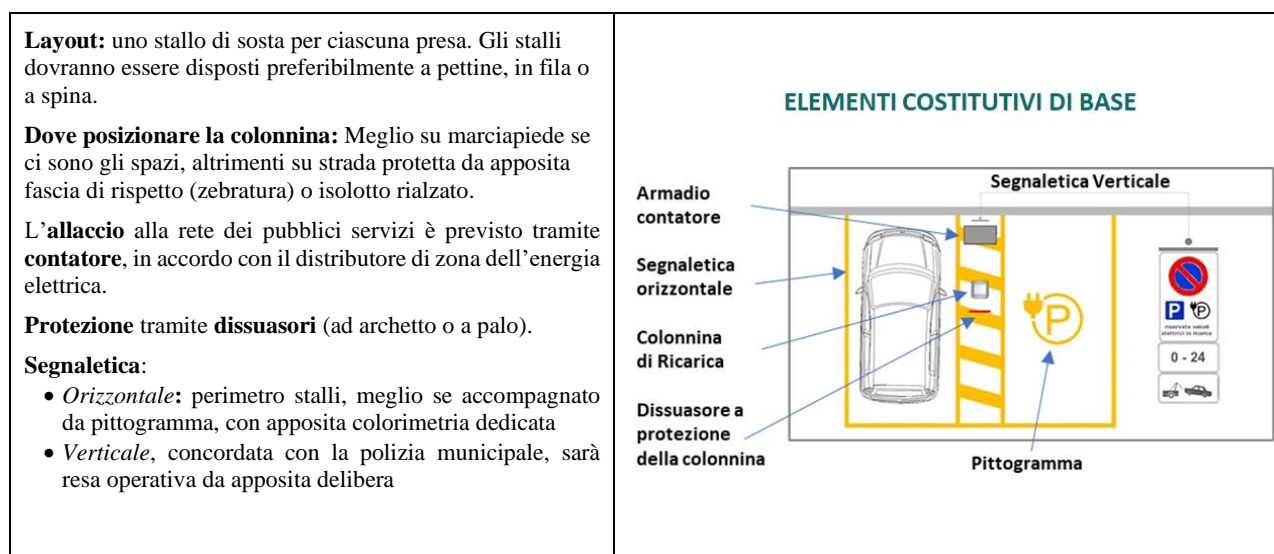 Layout: uno stallo di sosta per ciascuna presa. Gli stalli
dovranno essere disposti preferibilmente a pettine, in fila o
a spina.
Dove posizionare la colonnina: Meglio su marciapiede se
ci sono gli spazi, altrimenti su strada protetta da apposita
fascia di rispetto (zebratura) o isolotto rialzato.
L’allaccio alla rete dei pubblici servizi è previsto tramite
contatore, in accordo con il distributore di zona dell’energia
elettrica.
Protezione tramite dissuasori (ad archetto o a palo).
Segnaletica:
• Orizzontale: perimetro stalli, meglio se accompagnato
da pittogramma, con apposita colorimetria dedicata
• Verticale, concordata con la polizia municipale, sarà
resa operativa da apposita delibera
ELEMENTI COSTITUTIVI DI BASE
Segnaletica Verticale
Armadio
contatore
Segnaletica
orizzontale
Colonnina
di Ricarica
Dissuasore a
protezione
della colonnina
P
P P
riservato veicoli
elettrici in ricarica
0 - 24
Pittogramma